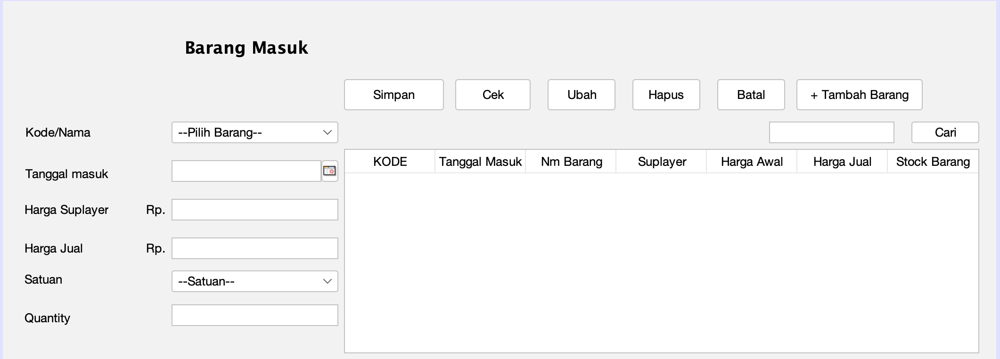 Barang Masuk
Simpan Cek Ubah Hapus Batal + Tambah Barang
Kode/Nama --Pilih Barang-- Cari
KODE Tanggal Masuk Nm Barang Suplayer Harga Awal Harga Jual Stock Barang
Tanggal masuk
Harga Suplayer Rp.
Harga Jual Rp.
Satuan --Satuan--
Quantity